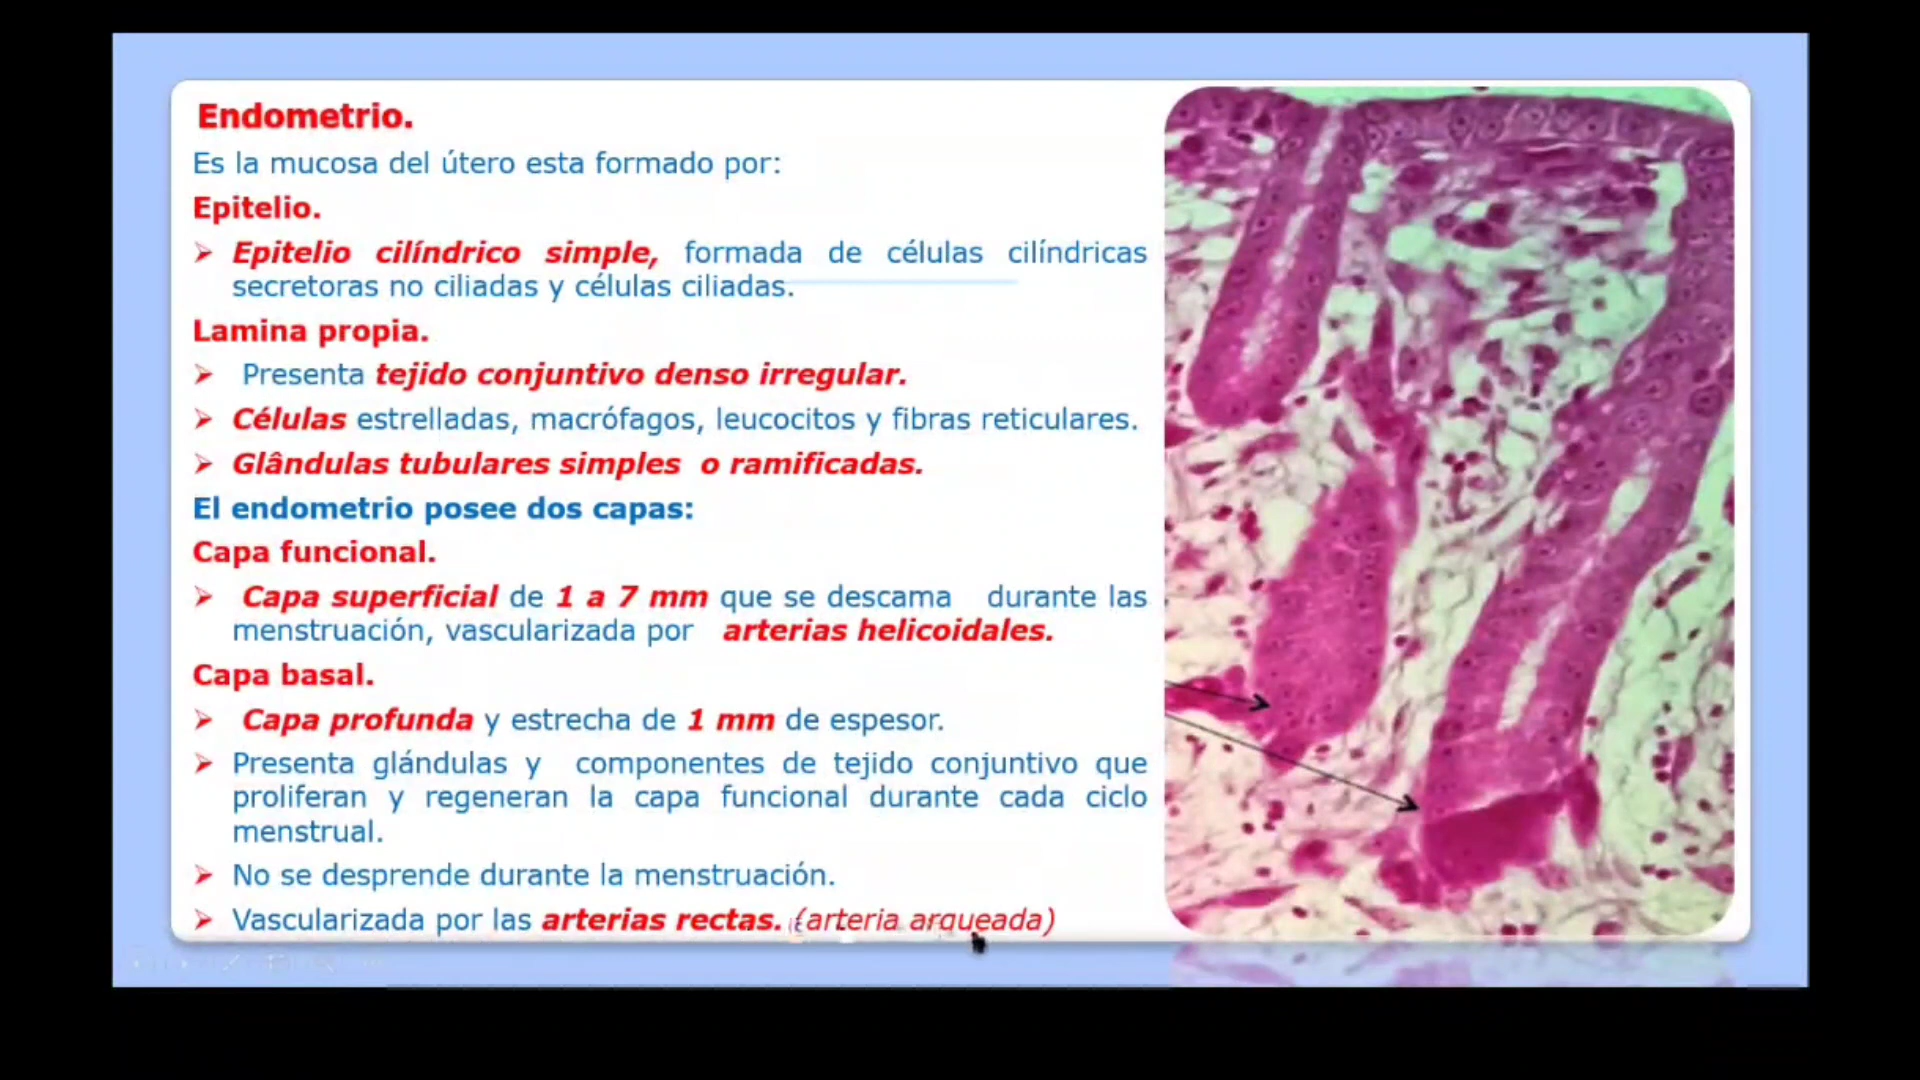 Endometrio.
Es la mucosa del útero esta formado por:
Epitelio.
➢ Epitelio cilíndrico simple, formada de células cilíndricas
secretoras no ciliadas y células ciliadas.
Lamina propia.
➢ Presenta tejido conjuntivo denso irregular.
➢ Células estrelladas, macrófagos, leucocitos y fibras reticulares.
➢ Glândulas tubulares simples o ramificadas.
El endometrio posee dos capas:
Capa funcional.
➢ Capa superficial de 1 a 7 mm que se descama durante las
menstruación, vascularizada por arterias helicoidales.
Capa basal.
➢ Capa profunda y estrecha de 1 mm de espesor.
➢ Presenta glándulas y componentes de tejido conjuntivo que
proliferan y regeneran la capa funcional durante cada ciclo
menstrual.
➢ No se desprende durante la menstruación.
➢ Vascularizada por las arterias rectas. (arteria arqueada)